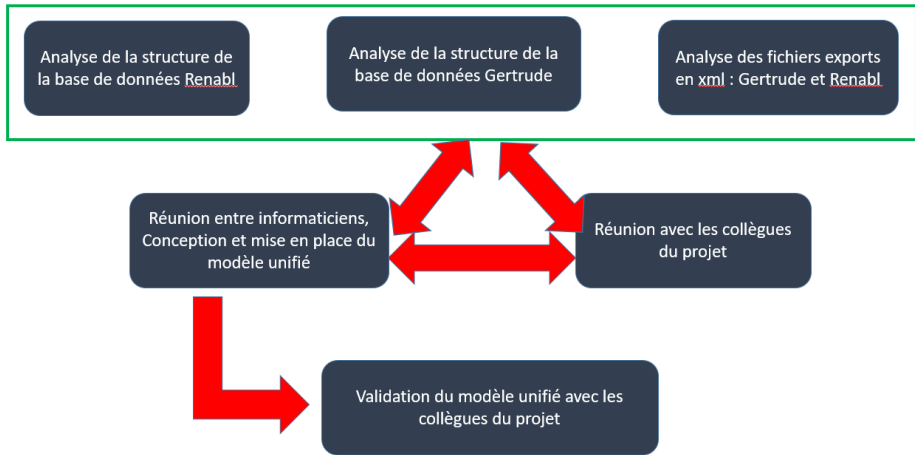 Analyse de la structure de
la base de données Renabl
Analyse de la structure de la
base de données Gertrude
Analyse des fichiers exports
en xml : Gertrude et Renabl
Réunion entre informaticiens,
Conception et mise en place du
modèle unifié
Réunion avec les collègues
du projet
Validation du modèle unifié avec les
collègues du projet